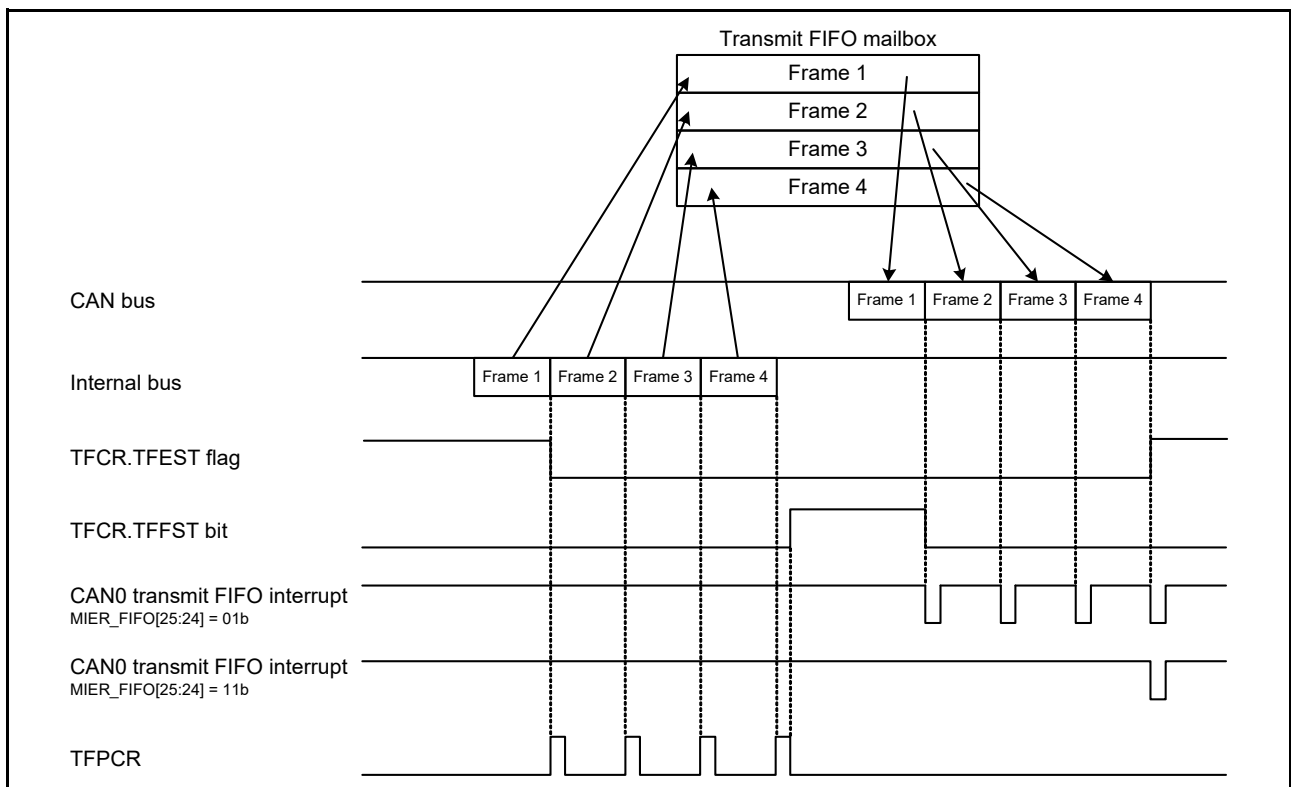 Transmit FIFO mailbox
Frame 1
Frame 2
Frame 3
Frame 4
CAN bus
Frame 1 Frame 2 Frame 3 Frame 4
Internal bus
Frame 1 Frame 2 Frame 3 Frame 4
TFCR.TFEST flag
TFCR.TFFST bit
CAN0 transmit FIFO interrupt
MIER_FIFO[25:24] = 01b
CAN0 transmit FIFO interrupt
MIER_FIFO[25:24] = 11b
TFPCR